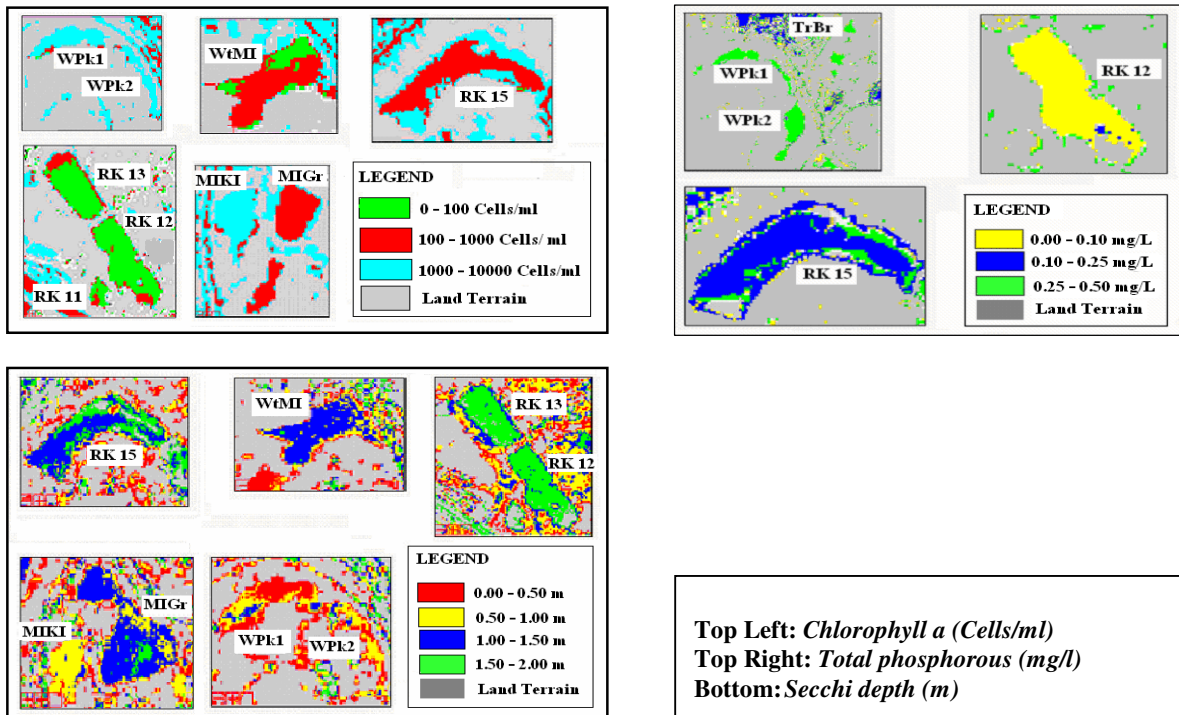 WPk1
WPk2
WtMI
RK 15
RK 13
RK 12
RK 11
MIKI
MIGr
LEGEND
0 - 100 Cells/ml
100 - 1000 Cells/ ml
1000 - 10000 Cells/ml
Land Terrain
TrBr
WPk1
WPk2
RK 12
RK 15
LEGEND
0.00 - 0.10 mg/L
0.10 - 0.25 mg/L
0.25 - 0.50 mg/L
Land Terrain
RK 15
WtMI
RK 13
RK 12
MIKI
MIGr
WPk1
WPk2
LEGEND
0.00 - 0.50 m
0.50 - 1.00 m
1.00 - 1.50 m
1.50 - 2.00 m
Land Terrain
Top Left: Chlorophyll a (Cells/ml)
Top Right: Total phosphorous (mg/l)
Bottom: Secchi depth (m)